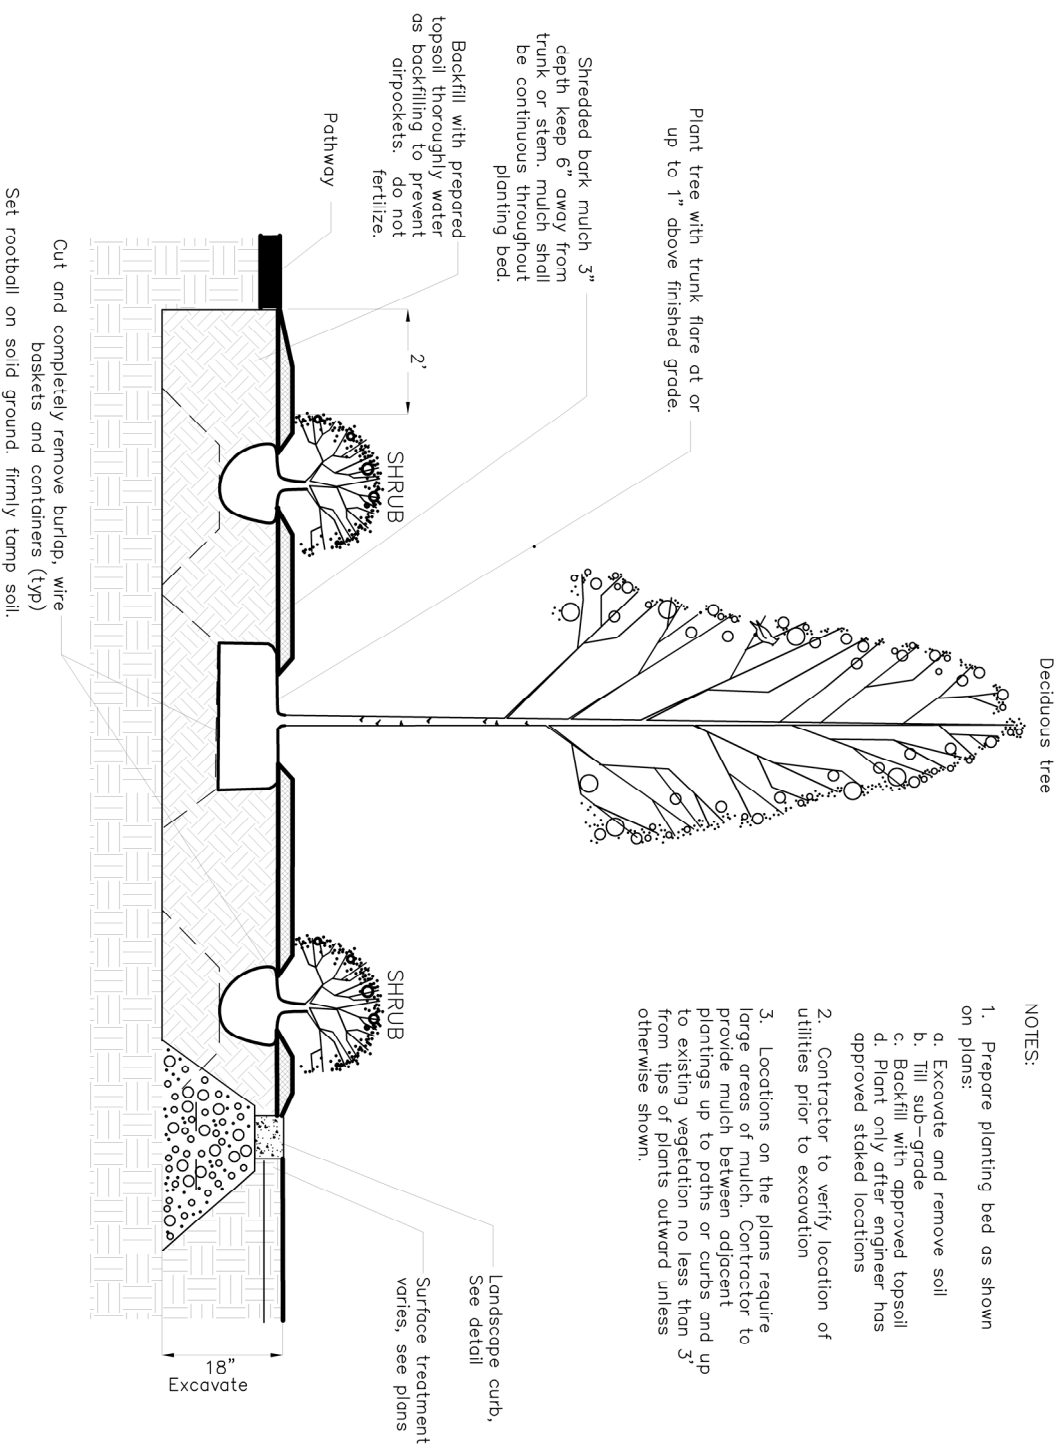 Deciduous tree
NOTES:
1. Prepare planting bed as shown
on plans:
a. Excavate and remove soil
b. Till sub-grade
c. Backfill with approved topsoil
d. Plant only after engineer has
approved staked locations
2. Contractor to verify location of
utilities prior to excavation
3. Locations on the plans require
large areas of mulch. Contractor to
provide mulch between adjacent
plantings up to paths or curbs and up
to existing vegetation no less than 3'
from tips of plants outward unless
otherwise shown.
Plant tree with trunk flare at or
up to 1" above finished grade.
Shredded bark mulch 3"
depth keep 6" away from
trunk or stem. mulch shall
be continuous throughout
planting bed.
Backfill with prepared
topsoil thoroughly water
as backfilling to prevent
airpockets. do not
fertilize.
Pathway
2'
SHRUB
SHRUB
Landscape curb,
See detail
Surface treatment
varies, see plans
18"
Excavate
Cut and completely remove burlap, wire
baskets and containers (typ)
Set rootball on solid ground. firmly tamp soil.